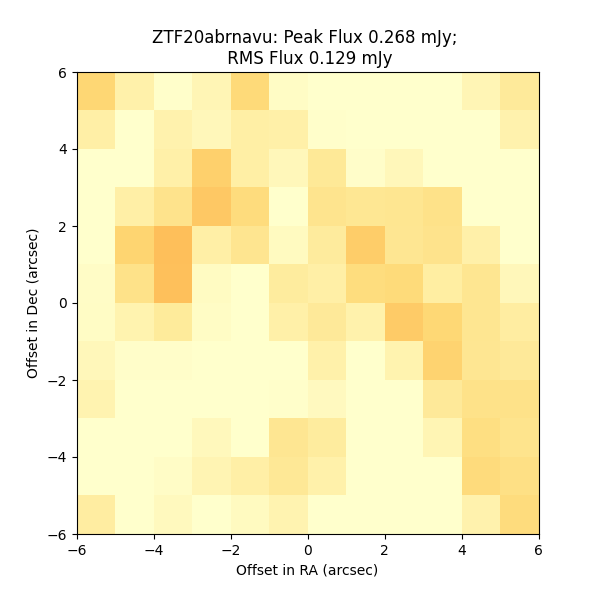 ZTF20abrnavu: Peak Flux 0.268 mJy;
RMS Flux 0.129 mJy
6
4
2
0
−2
−4
−6
Offset in Dec (arcsec)
−6 −4 −2 0 2 4 6
Offset in RA (arcsec)